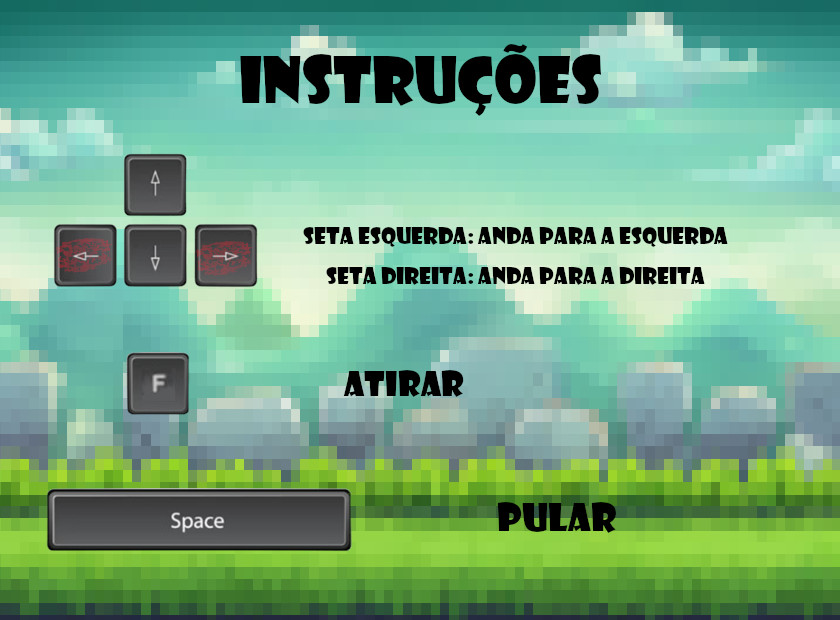 INSTRUÇÕES
SETA ESQUERDA: ANDA PARA A ESQUERDA
SETA DIREITA: ANDA PARA A DIREITA
F
ATIRAR
Space
PULAR